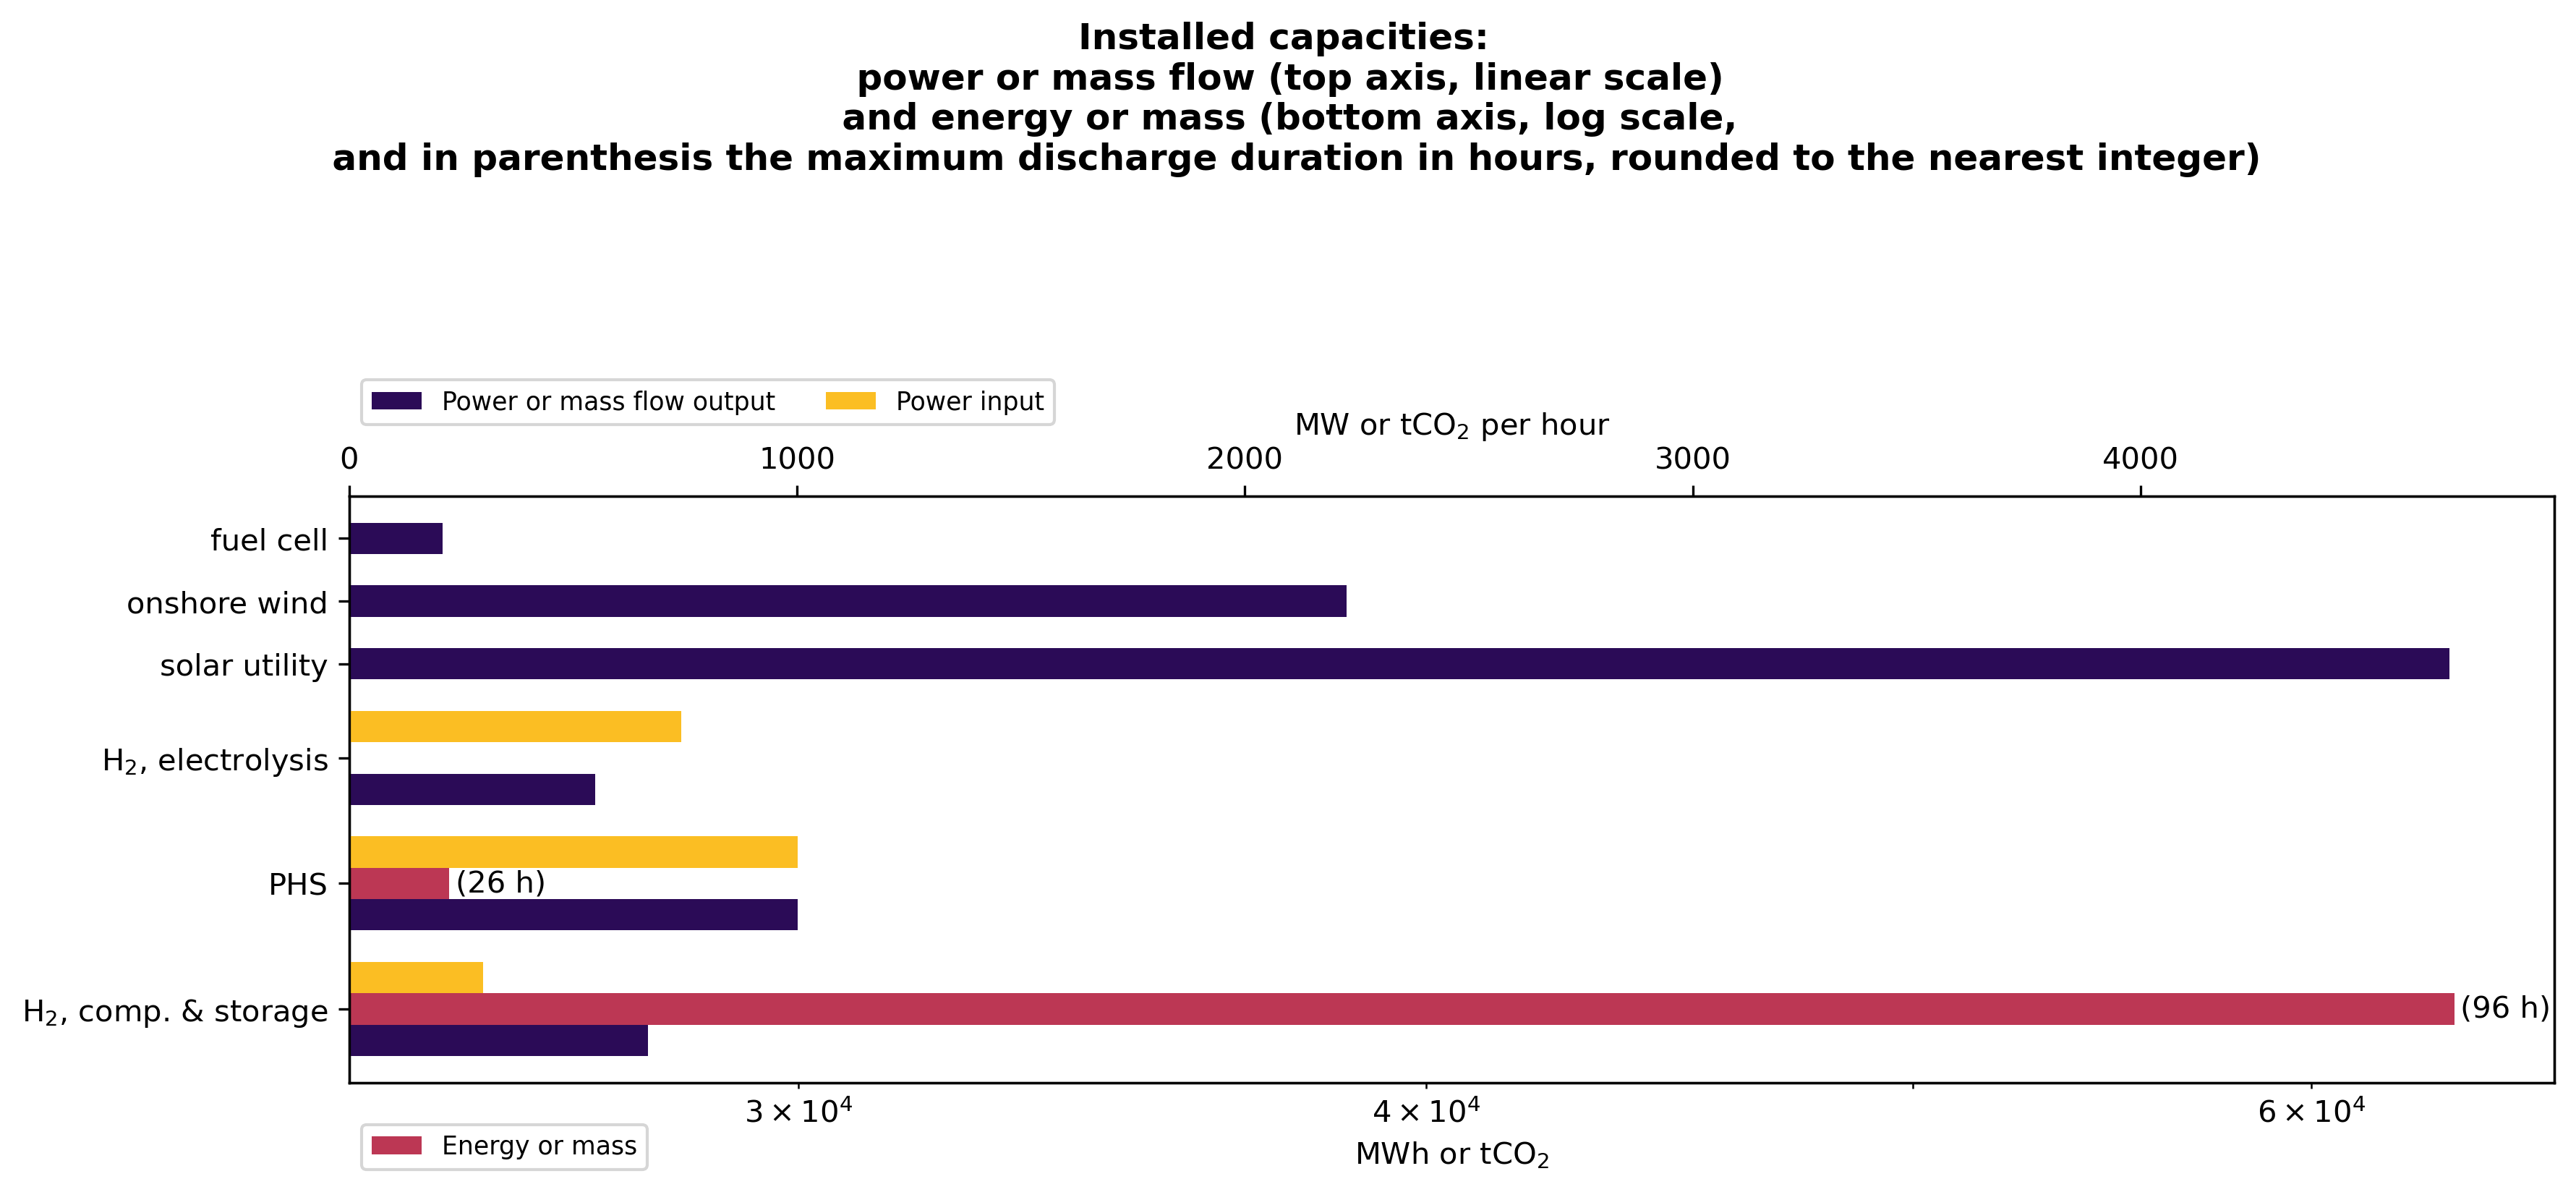 Installed capacities:
power or mass flow (top axis, linear scale)
and energy or mass (bottom axis, log scale,
and in parenthesis the maximum discharge duration in hours, rounded to the nearest integer)
Power or mass flow output
Power input
MW or tCO₂ per hour
0 1000 2000 3000 4000
fuel cell
onshore wind
solar utility
H₂, electrolysis
PHS (26 h)
H₂, comp. & storage (96 h)
3 × 10⁴ 4 × 10⁴ 6 × 10⁴
Energy or mass
MWh or tCO₂